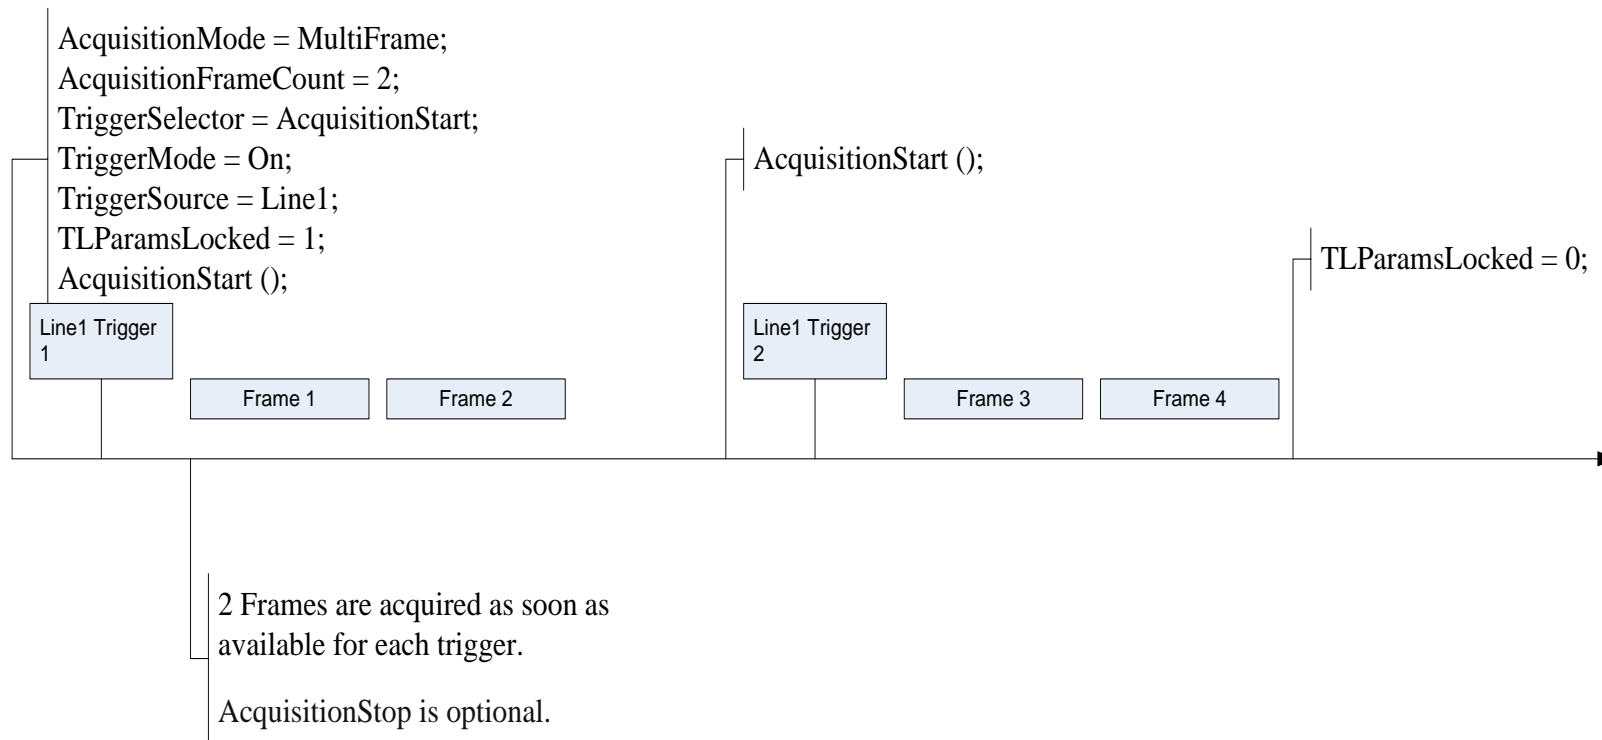 AcquisitionMode = MultiFrame;
AcquisitionFrameCount = 2;
TriggerSelector = AcquisitionStart;
TriggerMode = On;
TriggerSource = Line1;
TLParamsLocked = 1;
AcquisitionStart ();
AcquisitionStart ();
TLParamsLocked = 0;
Line1 Trigger
1
Frame 1
Frame 2
Line1 Trigger
2
Frame 3
Frame 4
2 Frames are acquired as soon as
available for each trigger.
AcquisitionStop is optional.